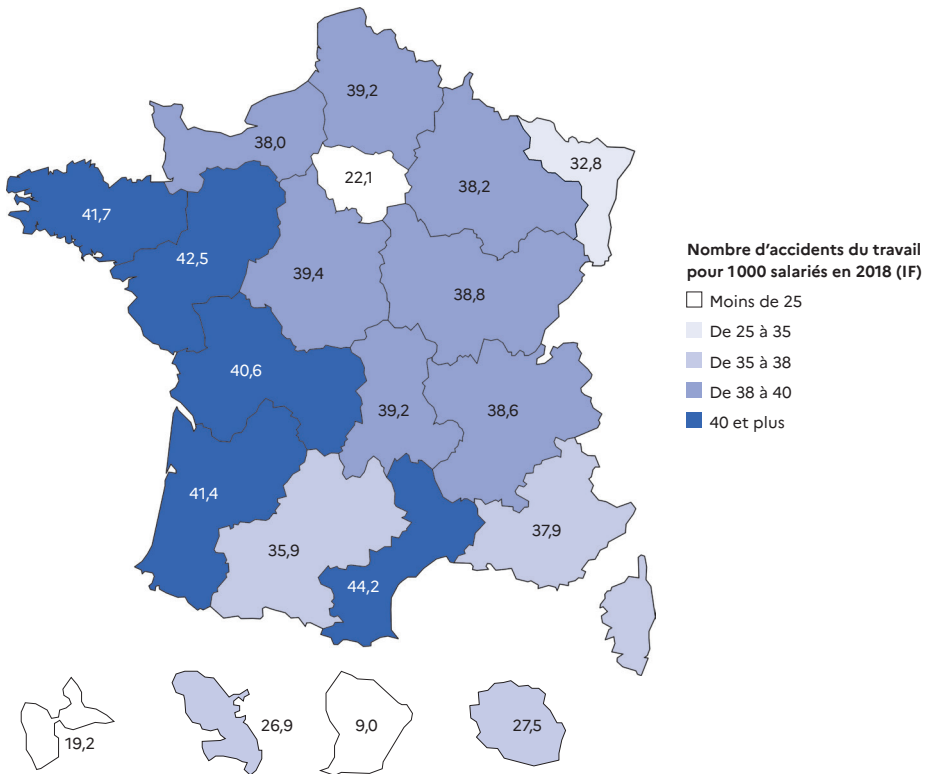 39,2
38,0
32,8
22,1
38,2
41,7
42,5
39,4
38,8
Nombre d'accidents du travail
pour 1000 salariés en 2018 (IF)
Moins de 25
De 25 à 35
De 35 à 38
De 38 à 40
40 et plus
40,6
39,2
38,6
41,4
37,9
35,9
44,2
19,2
26,9
9,0
27,5